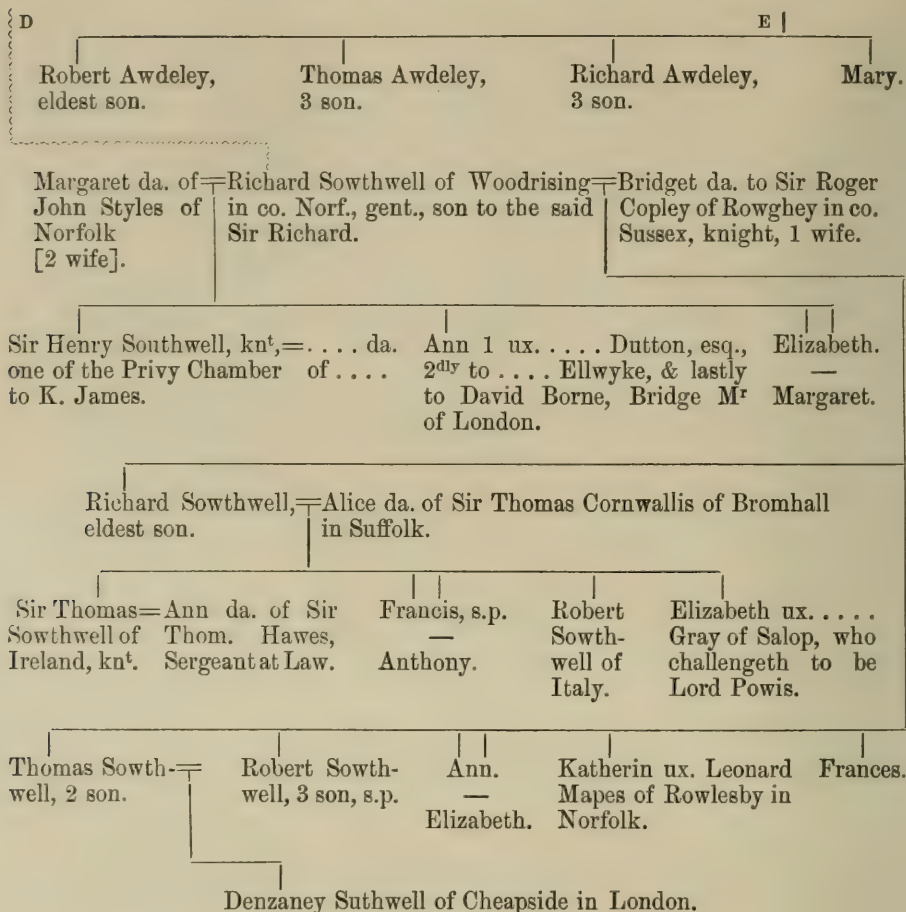 D E
Robert Awdeley, Thomas Awdeley, Richard Awdeley, Mary.
eldest son. 3 son. 3 son.
Margaret da. of=Richard Sowthwell of Woodrising=Bridget da. to Sir Roger
John Styles of in co. Norf., gent., son to the said Copley of Rowghey in co.
Norfolk Sir Richard. Sussex, knight, 1 wife.
[2 wife].
Sir Henry Southwell, knᵗ,=. . . . da. Ann 1 ux. . . . . Dutton, esq., Elizabeth.
one of the Privy Chamber of . . . . 2ᵈˡʸ to . . . . Ellwyke, & lastly —
to K. James. to David Borne, Bridge Mʳ Margaret.
of London.
Richard Sowthwell,=Alice da. of Sir Thomas Cornwallis of Bromhall
eldest son. in Suffolk.
Sir Thomas=Ann da. of Sir Francis, s.p. Robert Elizabeth ux. . . . .
Sowthwell of Thom. Hawes, — Sowth- Gray of Salop, who
Ireland, knᵗ. Sergeant at Law. Anthony. well of challengeth to be
Italy. Lord Powis.
Thomas Sowth-= Robert Sowth- Ann. Katherin ux. Leonard Frances.
well, 2 son. well, 3 son, s.p. — Mapes of Rowlesby in
Elizabeth. Norfolk.
Denzaney Suthwell of Cheapside in London.